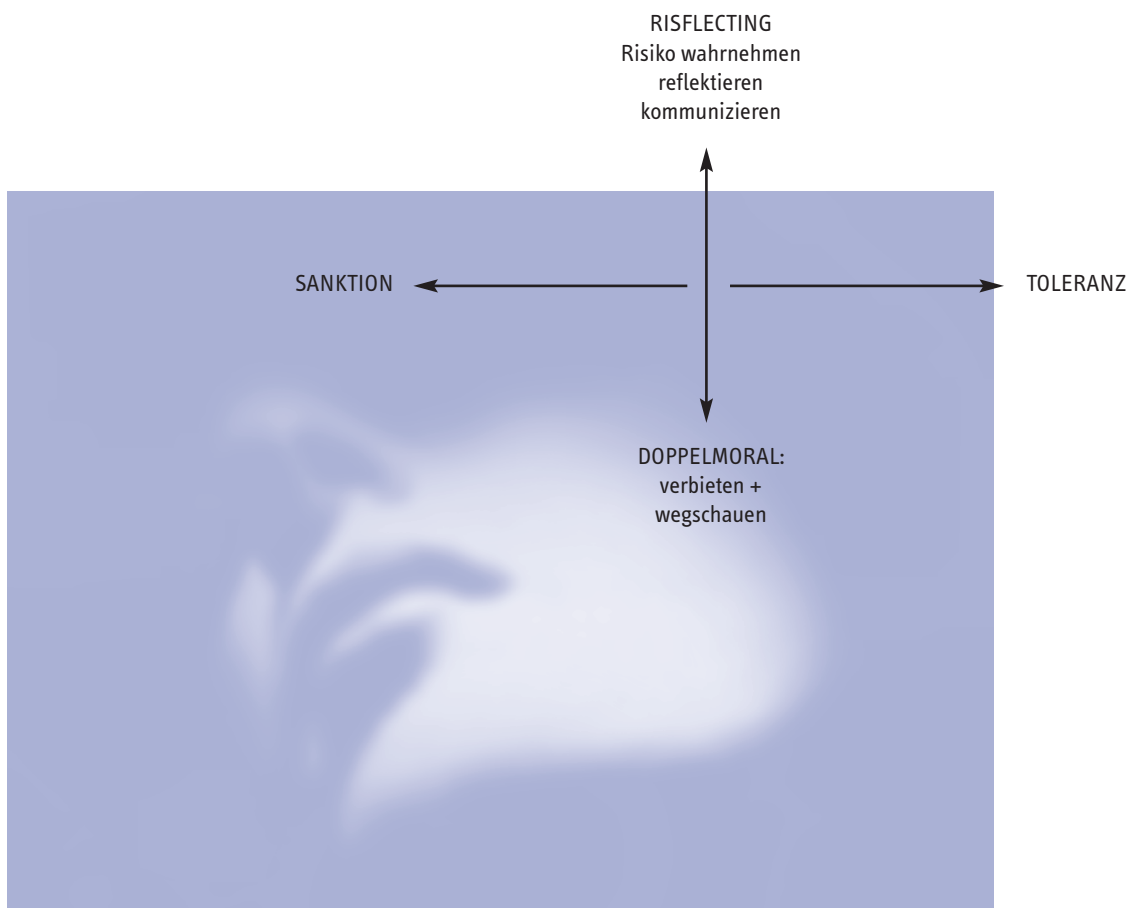 RISFLECTING
Risiko wahrnehmen
reflektieren
kommunizieren
SANKTION
TOLERANZ
DOPPELMORAL:
verbieten +
wegschauen